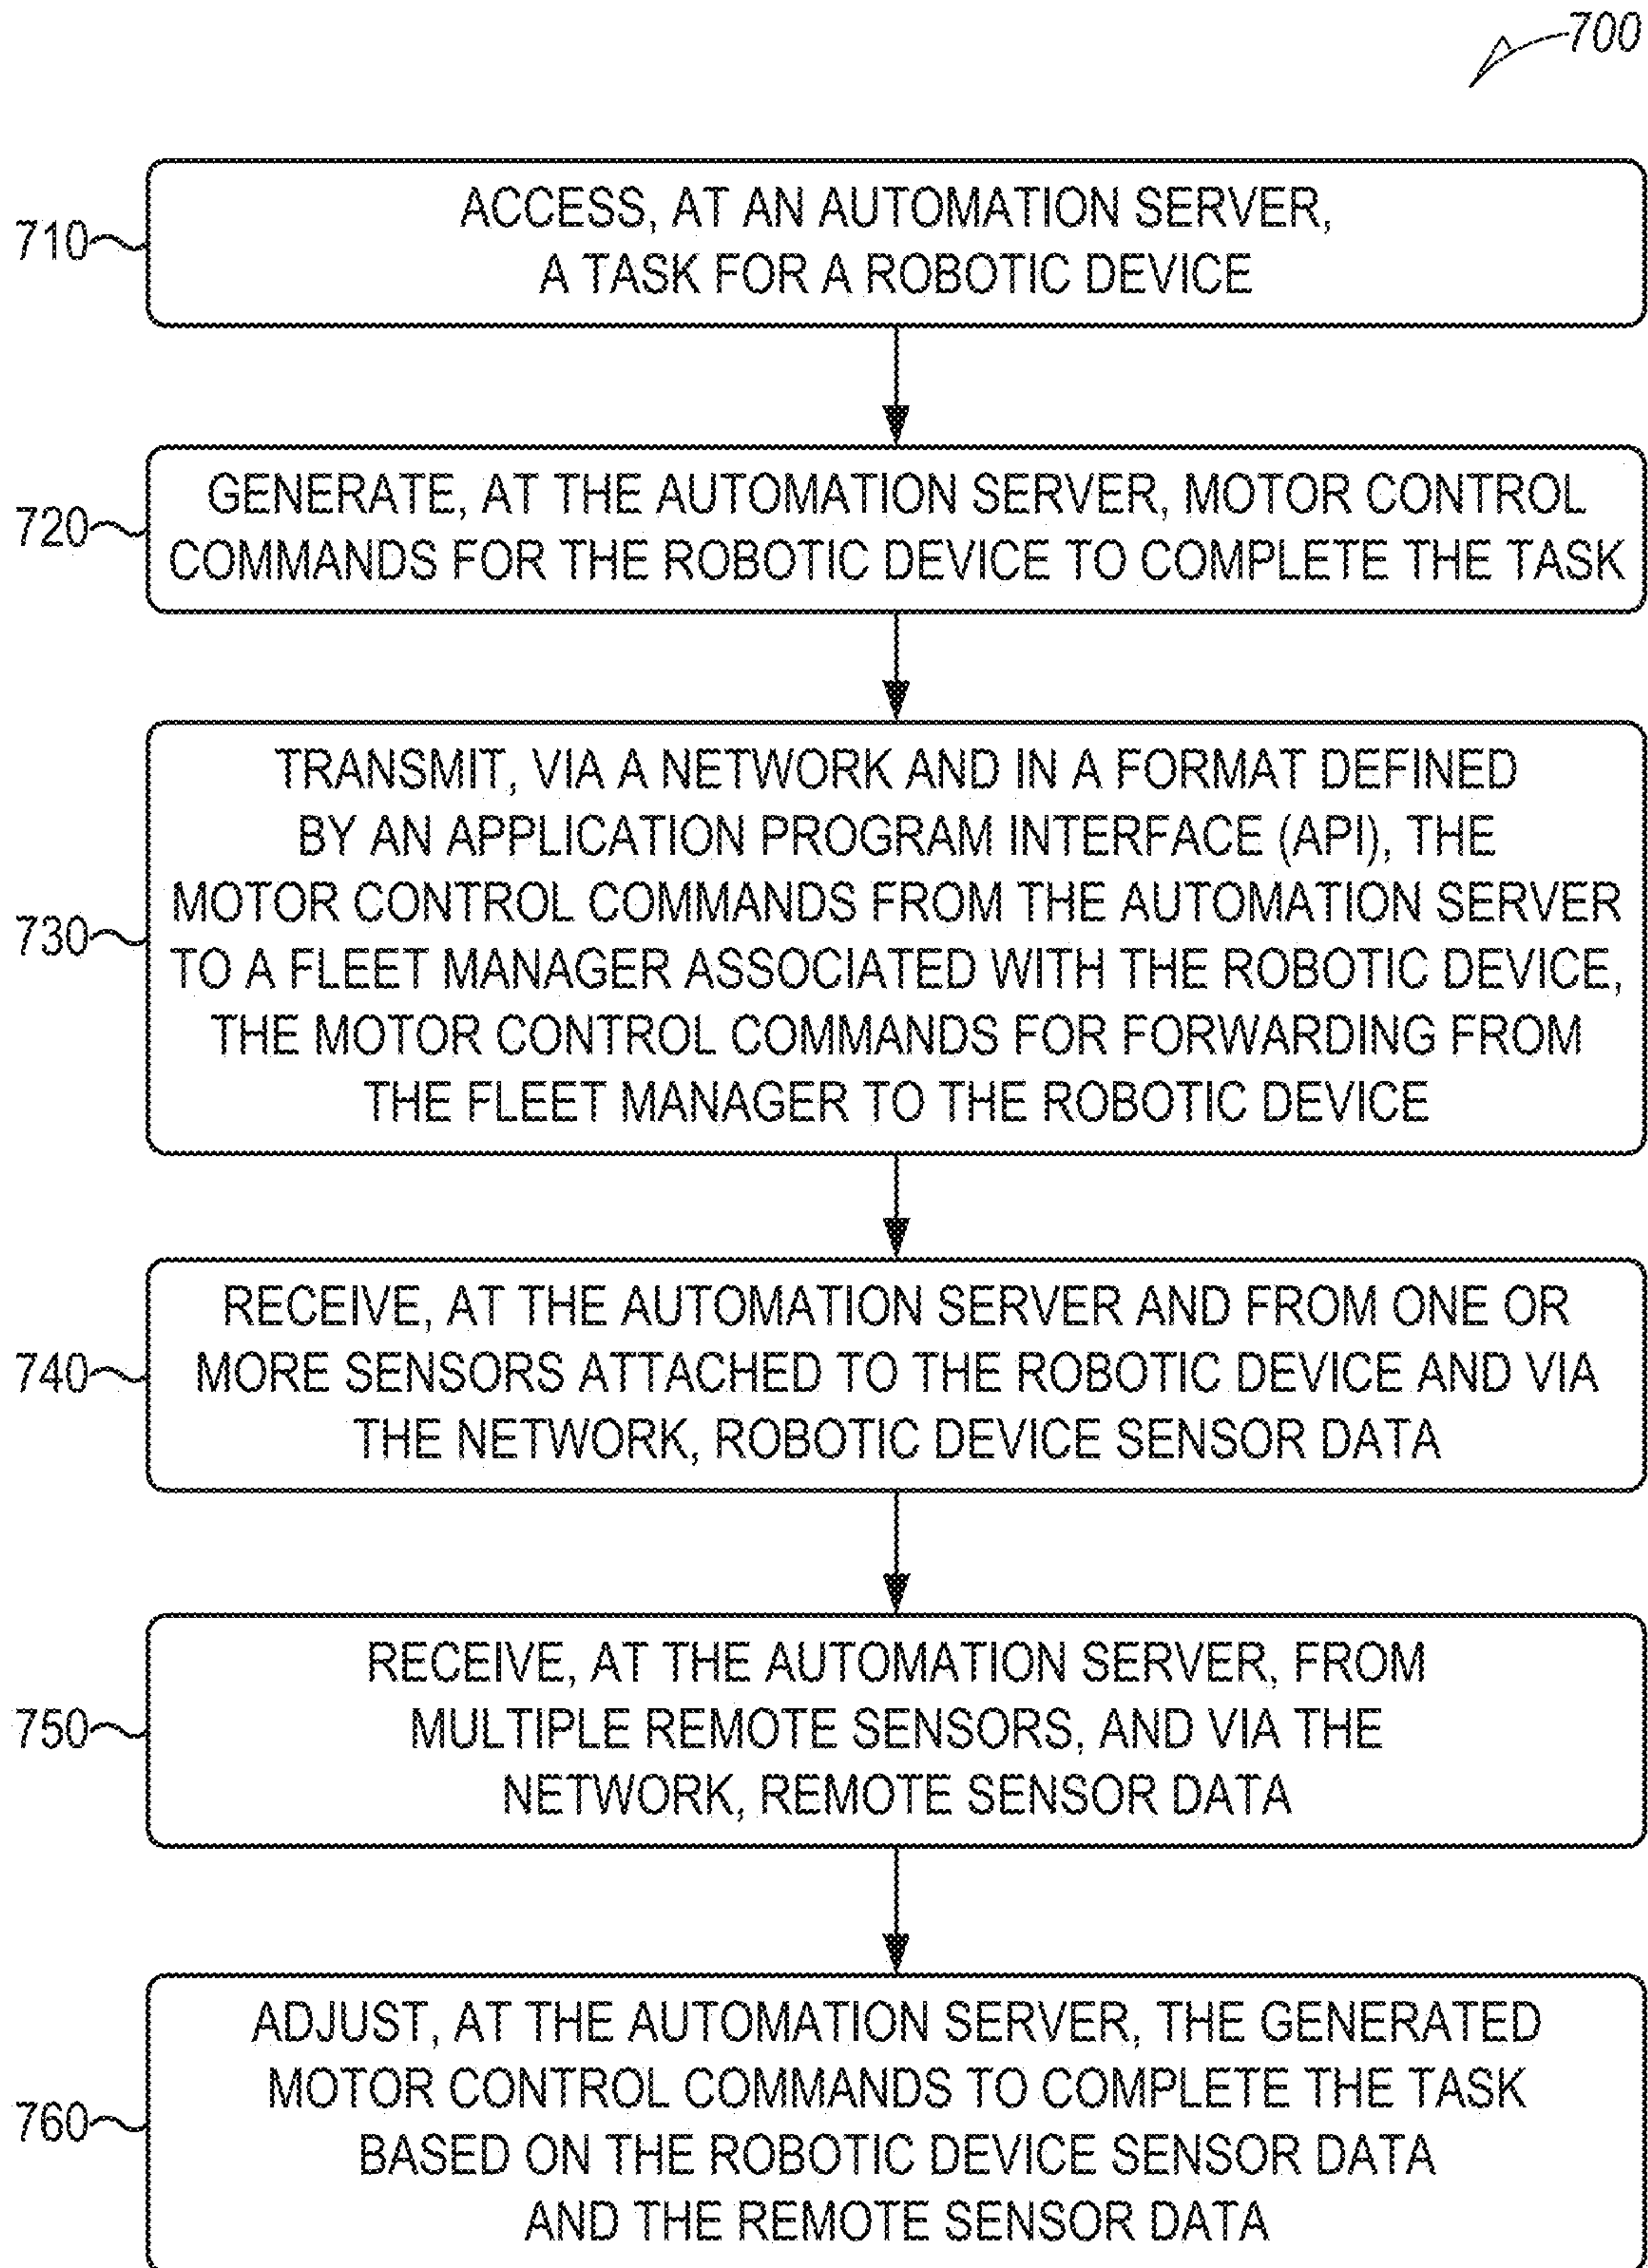 700
710
ACCESS, AT AN AUTOMATION SERVER,
A TASK FOR A ROBOTIC DEVICE
720
GENERATE, AT THE AUTOMATION SERVER, MOTOR CONTROL
COMMANDS FOR THE ROBOTIC DEVICE TO COMPLETE THE TASK
730
TRANSMIT, VIA A NETWORK AND IN A FORMAT DEFINED
BY AN APPLICATION PROGRAM INTERFACE (API), THE
MOTOR CONTROL COMMANDS FROM THE AUTOMATION SERVER
TO A FLEET MANAGER ASSOCIATED WITH THE ROBOTIC DEVICE,
THE MOTOR CONTROL COMMANDS FOR FORWARDING FROM
THE FLEET MANAGER TO THE ROBOTIC DEVICE
740
RECEIVE, AT THE AUTOMATION SERVER AND FROM ONE OR
MORE SENSORS ATTACHED TO THE ROBOTIC DEVICE AND VIA
THE NETWORK, ROBOTIC DEVICE SENSOR DATA
750
RECEIVE, AT THE AUTOMATION SERVER, FROM
MULTIPLE REMOTE SENSORS, AND VIA THE
NETWORK, REMOTE SENSOR DATA
760
ADJUST, AT THE AUTOMATION SERVER, THE GENERATED
MOTOR CONTROL COMMANDS TO COMPLETE THE TASK
BASED ON THE ROBOTIC DEVICE SENSOR DATA
AND THE REMOTE SENSOR DATA